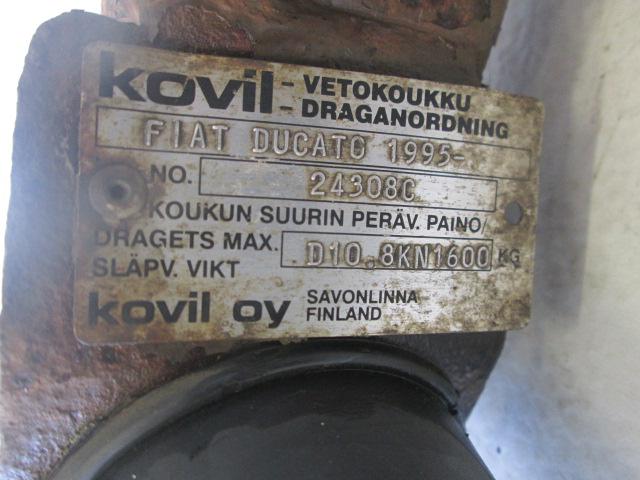 kovil - VETOKOUKKU
- DRAGANORDNING
FIAT DUCATO 1995-
NO. 24308C
KOUKUN SUURIN PERÄV. PAINO/
DRAGETS MAX. D10.8KN1600 KG
SLÄPV. VIKT
kovil oy SAVONLINNA
FINLAND